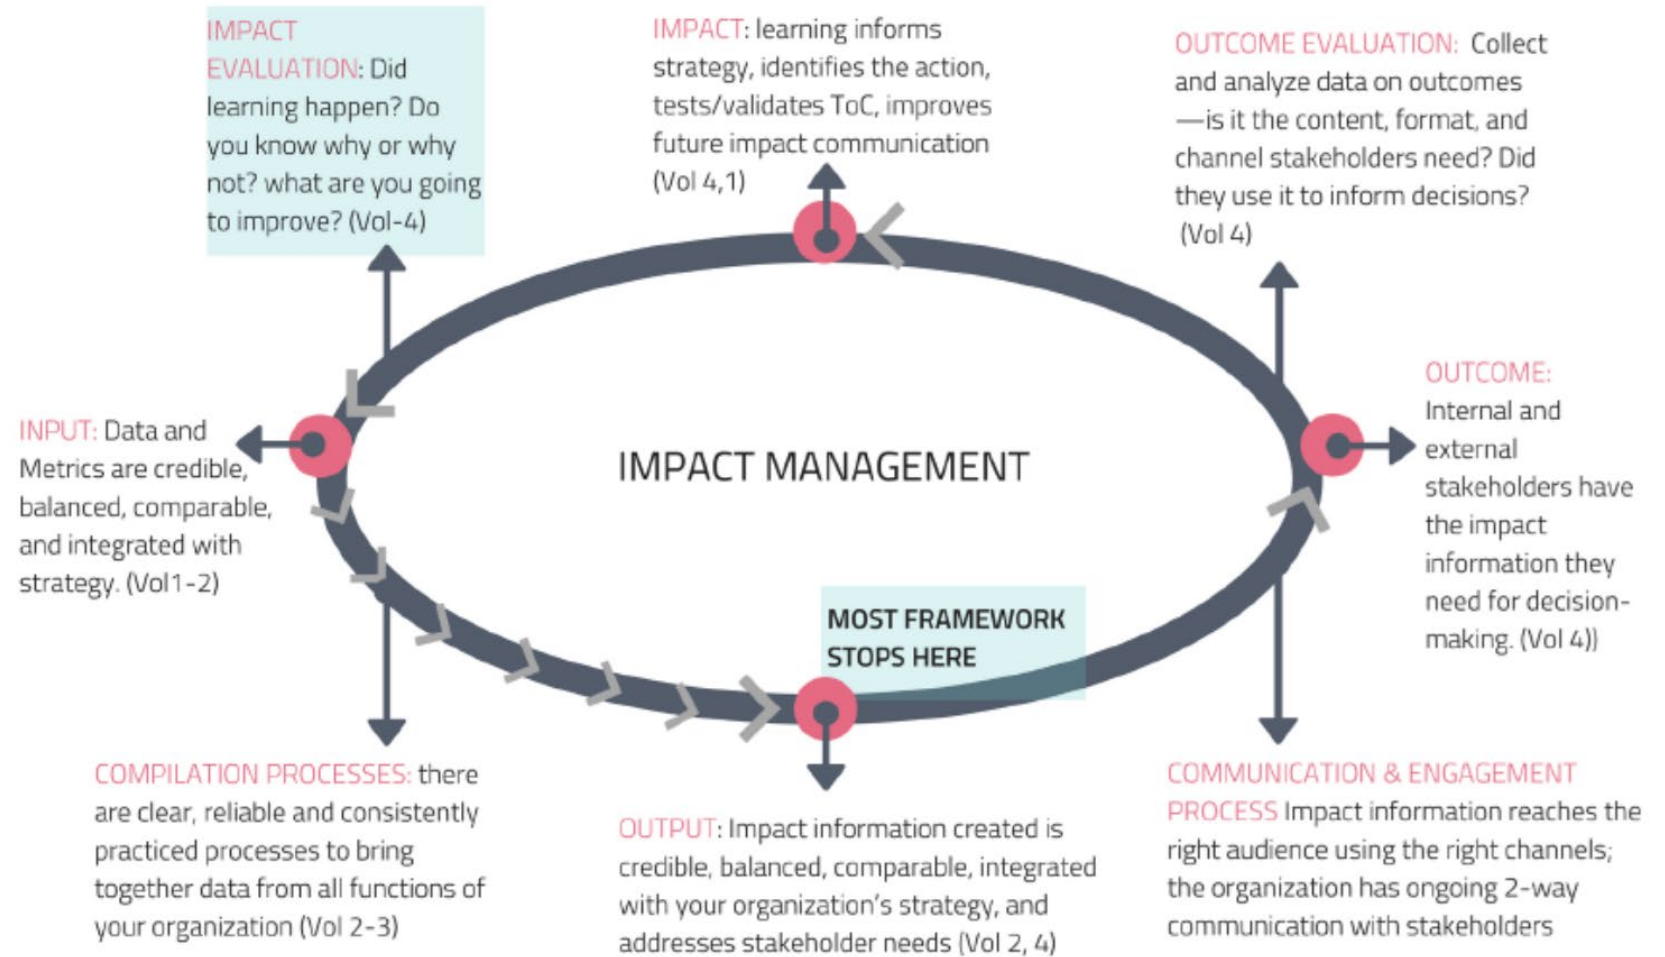 IMPACT
EVALUATION: Did
learning happen? Do
you know why or why
not? what are you going
to improve? (Vol-4)
IMPACT: learning informs
strategy, identifies the action,
tests/validates ToC, improves
future impact communication
(Vol 4,1)
OUTCOME EVALUATION: Collect
and analyze data on outcomes
—is it the content, format, and
channel stakeholders need? Did
they use it to inform decisions?
(Vol 4)
INPUT: Data and
Metrics are credible,
balanced, comparable,
and integrated with
strategy. (Vol1-2)
IMPACT MANAGEMENT
OUTCOME:
Internal and
external
stakeholders have
the impact
information they
need for decision-
making. (Vol 4))
MOST FRAMEWORK
STOPS HERE
COMPILATION PROCESSES: there
are clear, reliable and consistently
practiced processes to bring
together data from all functions of
your organization (Vol 2-3)
OUTPUT: Impact information created is
credible, balanced, comparable, integrated
with your organization's strategy, and
addresses stakeholder needs (Vol 2, 4)
COMMUNICATION & ENGAGEMENT
PROCESS Impact information reaches the
right audience using the right channels;
the organization has ongoing 2-way
communication with stakeholders